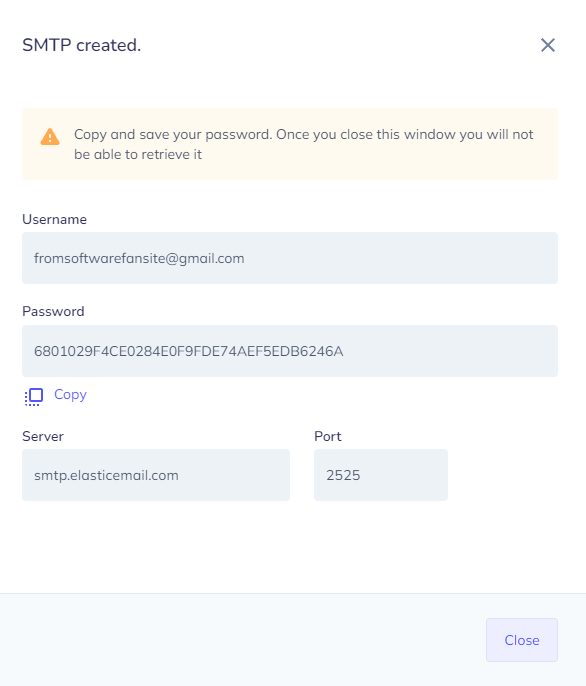 SMTP created.
Copy and save your password. Once you close this window you will not
be able to retrieve it
Username
fromsoftwarefansite@gmail.com
Password
6801029F4CE0284E0F9FDE74AEF5EDB6246A
Copy
Server
Port
smtp.elasticemail.com
2525
Close